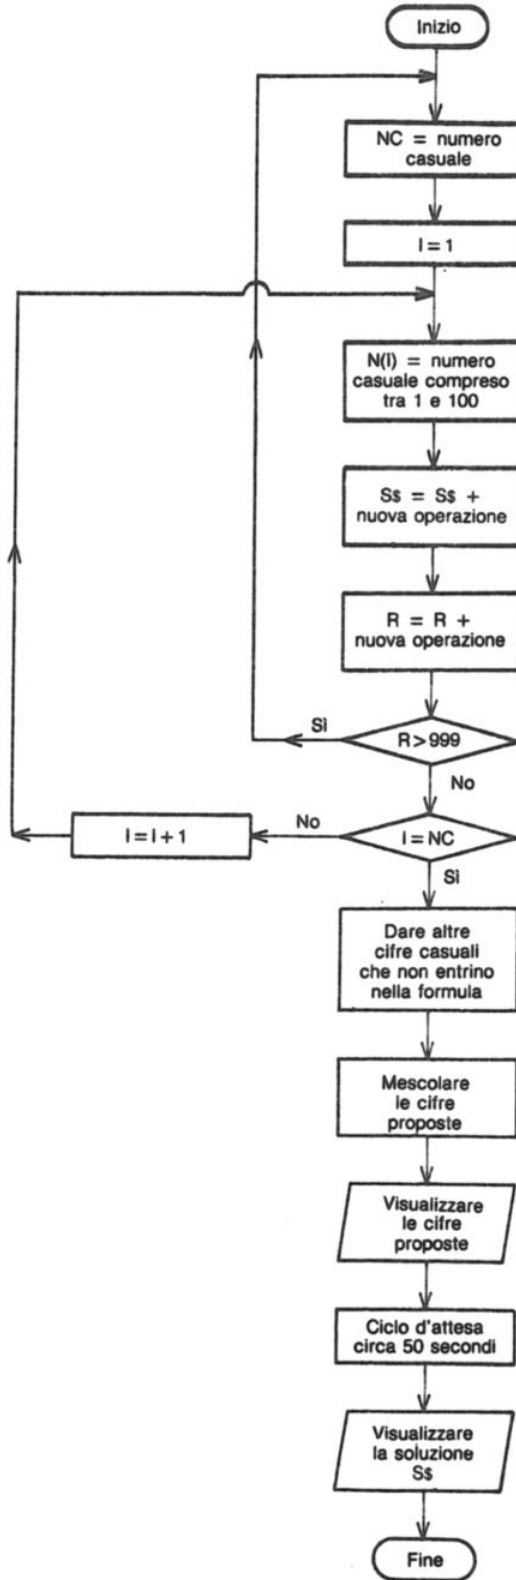 Inizio
NC = numero
casuale
I = 1
N(I) = numero
casuale compreso
tra 1 e 100
S$ = S$ +
nuova operazione
R = R +
nuova operazione
Sì
R > 999
No
I = I + 1
No
I = NC
Sì
Dare altre
cifre casuali
che non entrino
nella formula
Mescolare
le cifre
proposte
Visualizzare
le cifre
proposte
Ciclo d'attesa
circa 50 secondi
Visualizzare
la soluzione
S$
Fine